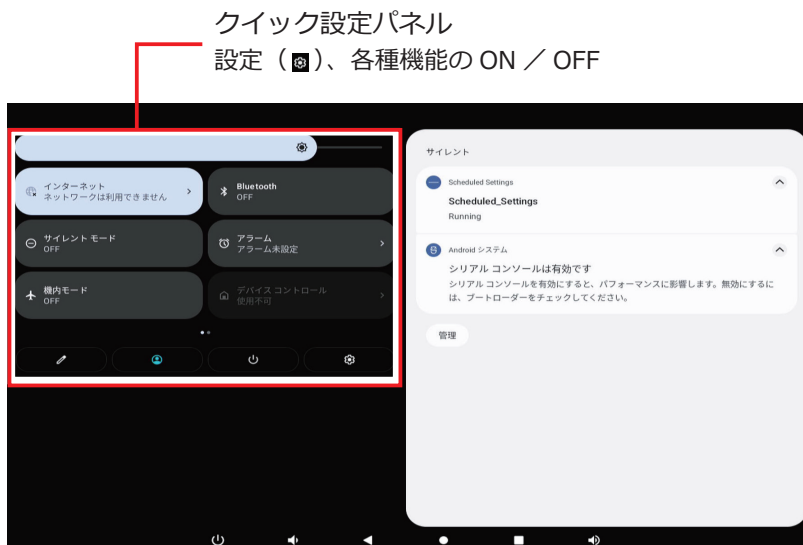 クイック設定パネル
設定（ ）、各種機能の ON ／ OFF
インターネット
ネットワークは利用できません
Bluetooth
OFF
サイレント モード
OFF
アラーム
アラーム未設定
機内モード
OFF
デバイス コントロール
使用不可
サイレント
Scheduled Settings
Scheduled_Settings
Running
Android システム
シリアル コンソールは有効です
シリアル コンソールを有効にすると、パフォーマンスに影響します。無効にするに
は、ブートローダーをチェックしてください。
管理